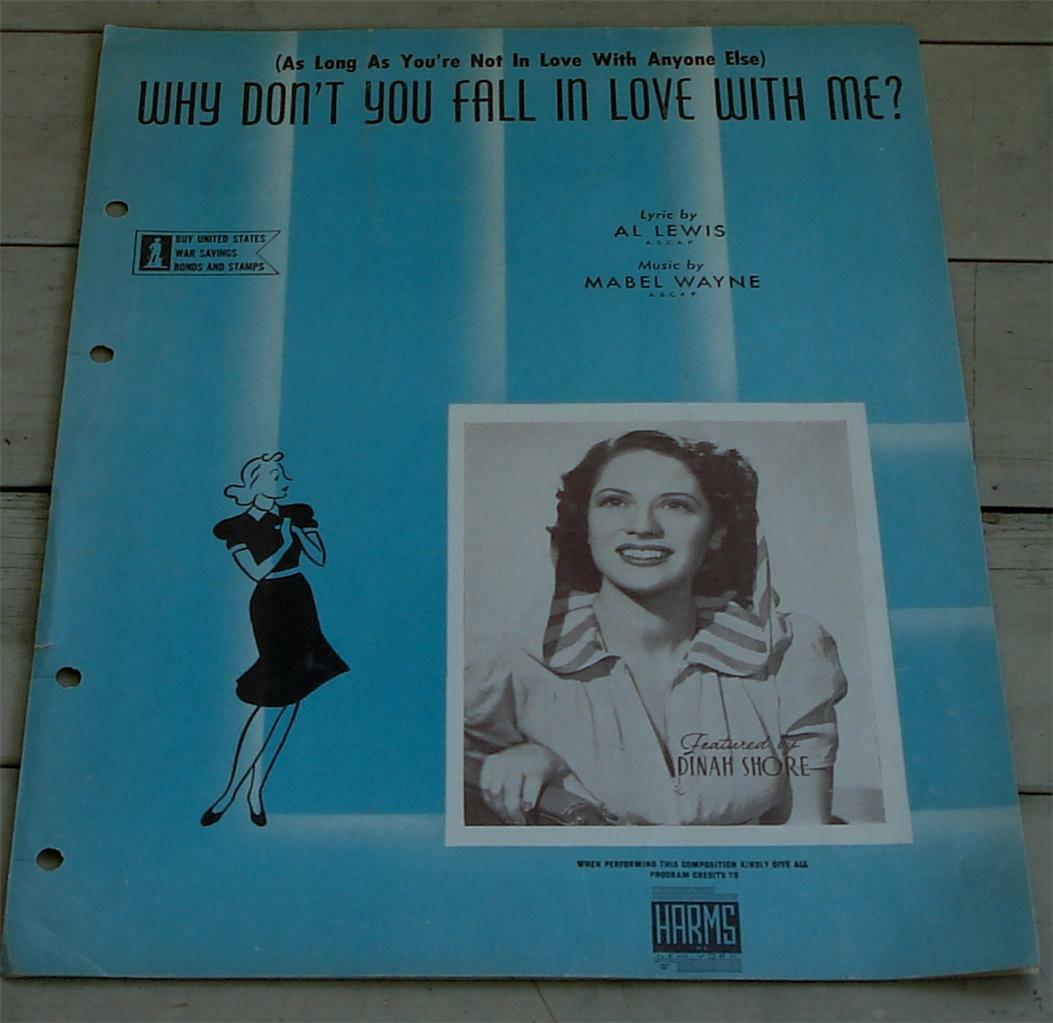 (As Long As You're Not In Love With Anyone Else)
WHY DON'T YOU FALL IN LOVE WITH ME?
Lyric by
AL LEWIS
A.S.C.A.P.
Music by
MABEL WAYNE
A.S.C.A.P.
BUY UNITED STATES
WAR SAVINGS
BONDS AND STAMPS
Featured by
DINAH SHORE
WHEN PERFORMING THIS COMPOSITION KINDLY GIVE ALL
PROGRAM CREDITS TO
HARMS
NEW YORK